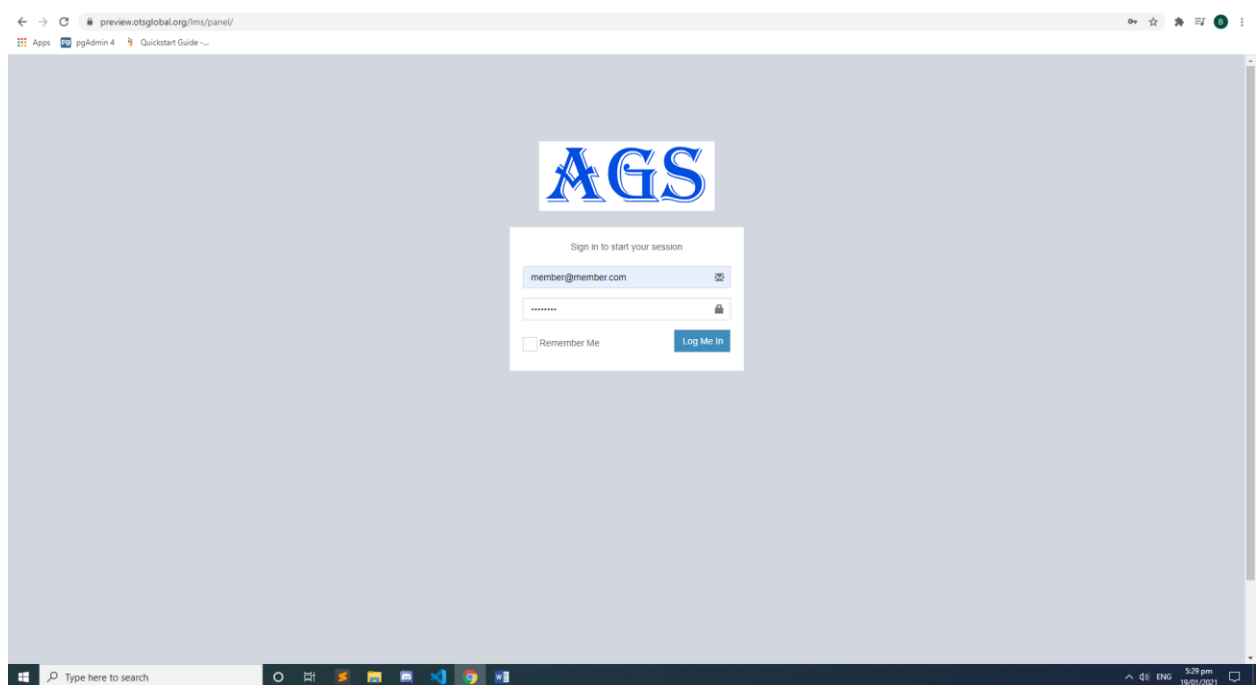 preview.otsglobal.org/lms/panel/
B
Apps pgAdmin 4 Quickstart Guide -...
AGS
Sign in to start your session
member@member.com
••••••••
Remember Me Log Me In
Type here to search
ENG
5:29 pm
19/01/2021